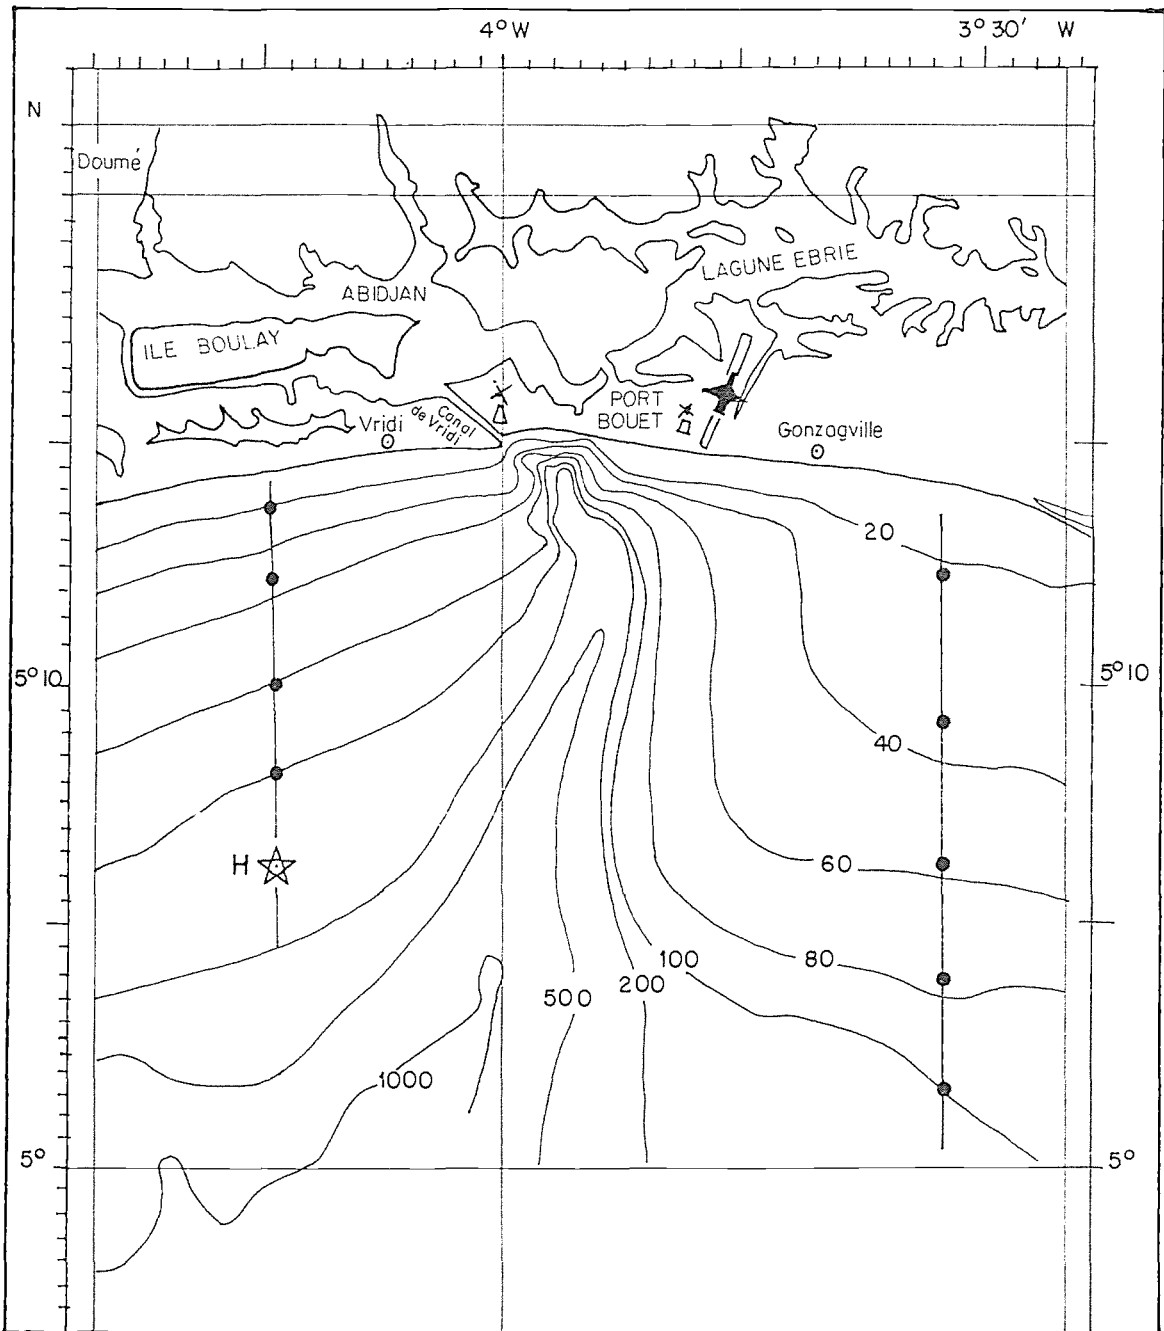 4° W
3° 30' W
N
Doumé
LAGUNE EBRIE
ABIDJAN
ILE BOULAY
PORT
BOUET
Canal
de Vridi
Vridi
Gonzagville
20
5° 10
5° 10
40
H
60
80
100
200
500
1000
5°
5°